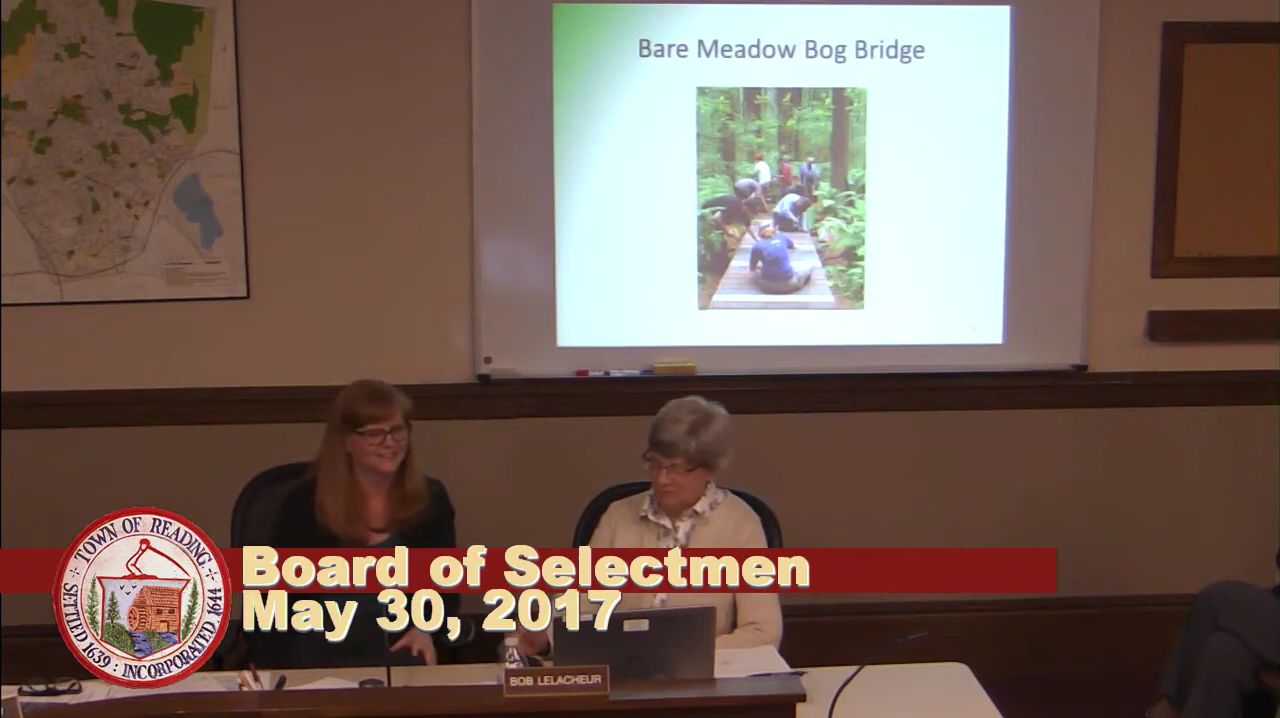 Bare Meadow Bog Bridge
TOWN OF READING
SETTLED 1639 : INCORPORATED 1644
Board of Selectmen
May 30, 2017
BOB LELACHEUR